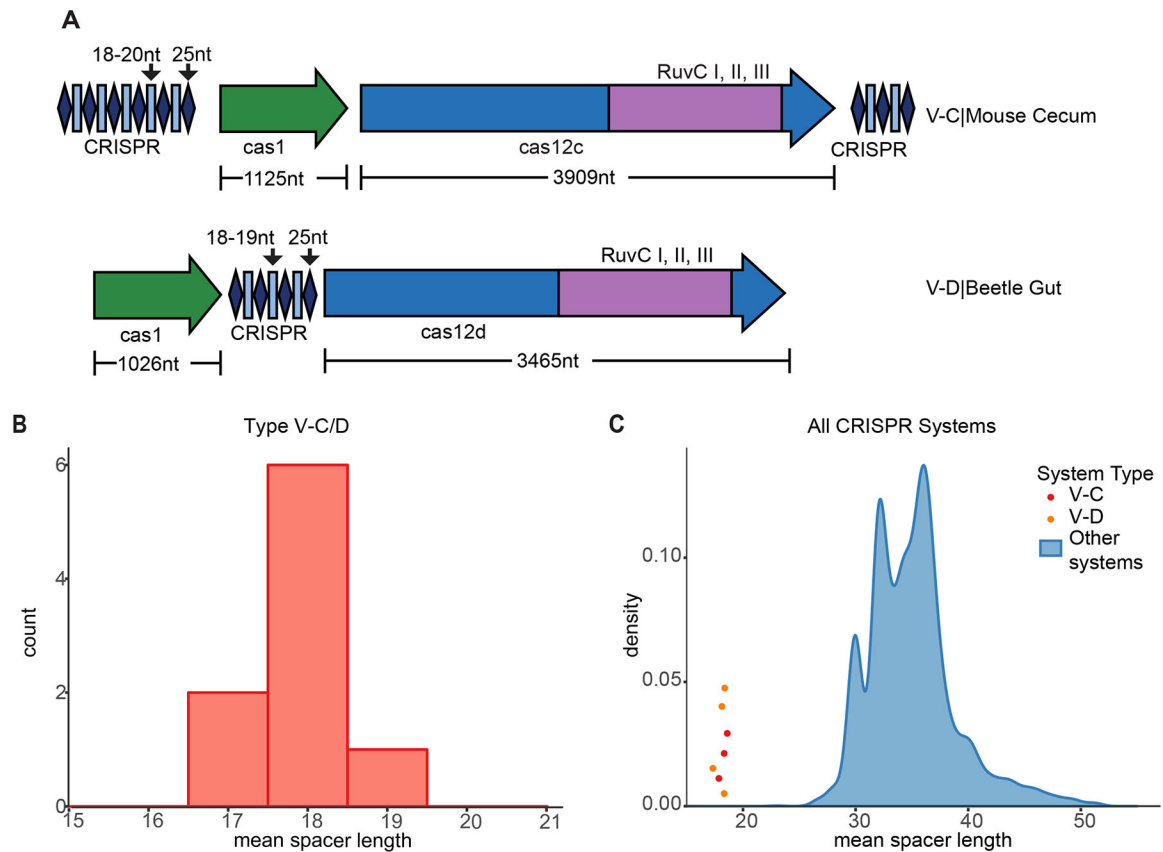 A
18-20nt 25nt
RuvC I, II, III
V-C|Mouse Cecum
CRISPR
cas1
cas12c
CRISPR
1125nt
3909nt
18-19nt 25nt
RuvC I, II, III
V-D|Beetle Gut
cas1
CRISPR
cas12d
1026nt
3465nt
B
Type V-C/D
6
4
2
0
count
15 16 17 18 19 20 21
mean spacer length
C
All CRISPR Systems
System Type
V-C
V-D
Other
systems
0.10
0.05
0.00
density
20 30 40 50
mean spacer length